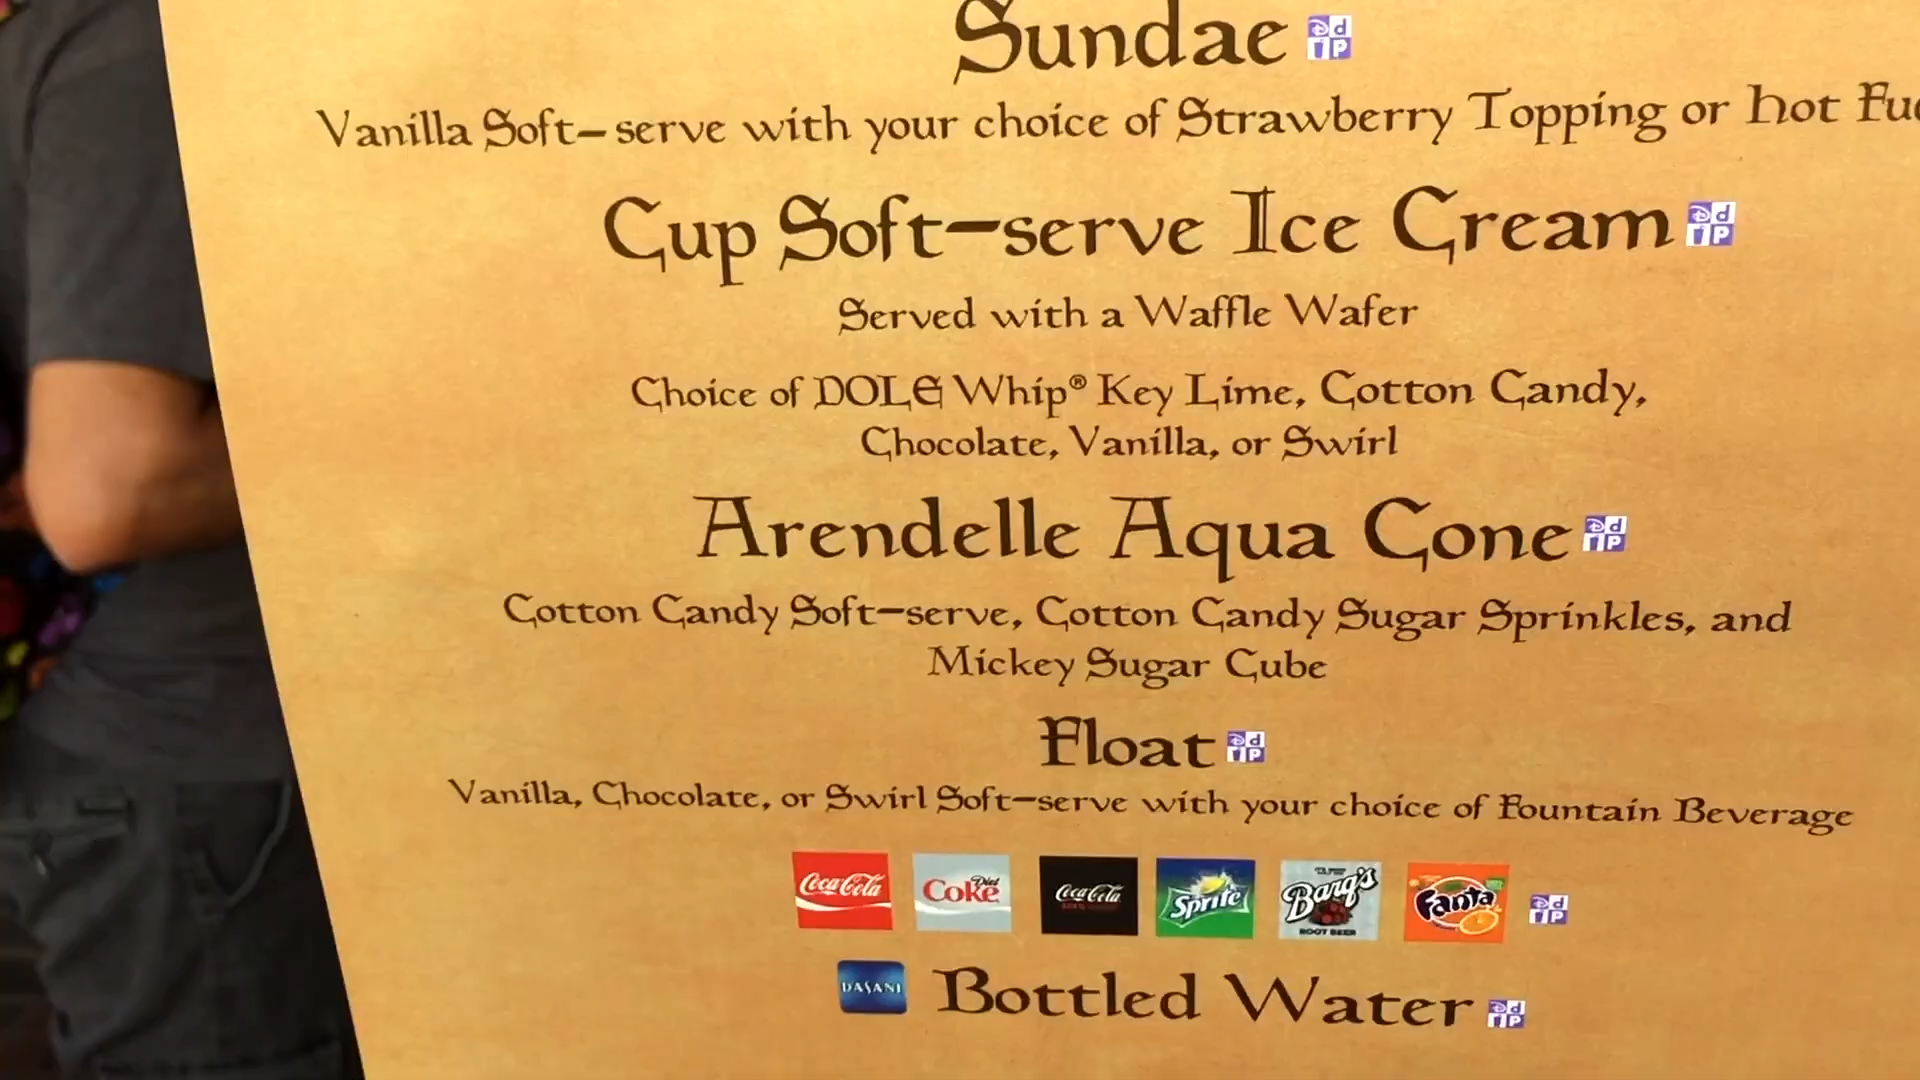 Sundae
Vanilla Soft-serve with your choice of Strawberry Topping or Hot
Cup Soft-serve Ice Cream
Served with a Waffle Wafer
Choice of DOLE Whip® Key Lime, Cotton Candy,
Chocolate, Vanilla, or Swirl
Arendelle Aqua Cone
Cotton Candy Soft-serve, Cotton Candy Sugar Sprinkles, and
Mickey Sugar Cube
Float
Vanilla, Chocolate, or Swirl Soft-serve with your choice of Fountain Beverage
Coca-Cola Diet Coke Coca-Cola Sprite Barq's ROOT BEER Fanta
DASANI Bottled Water